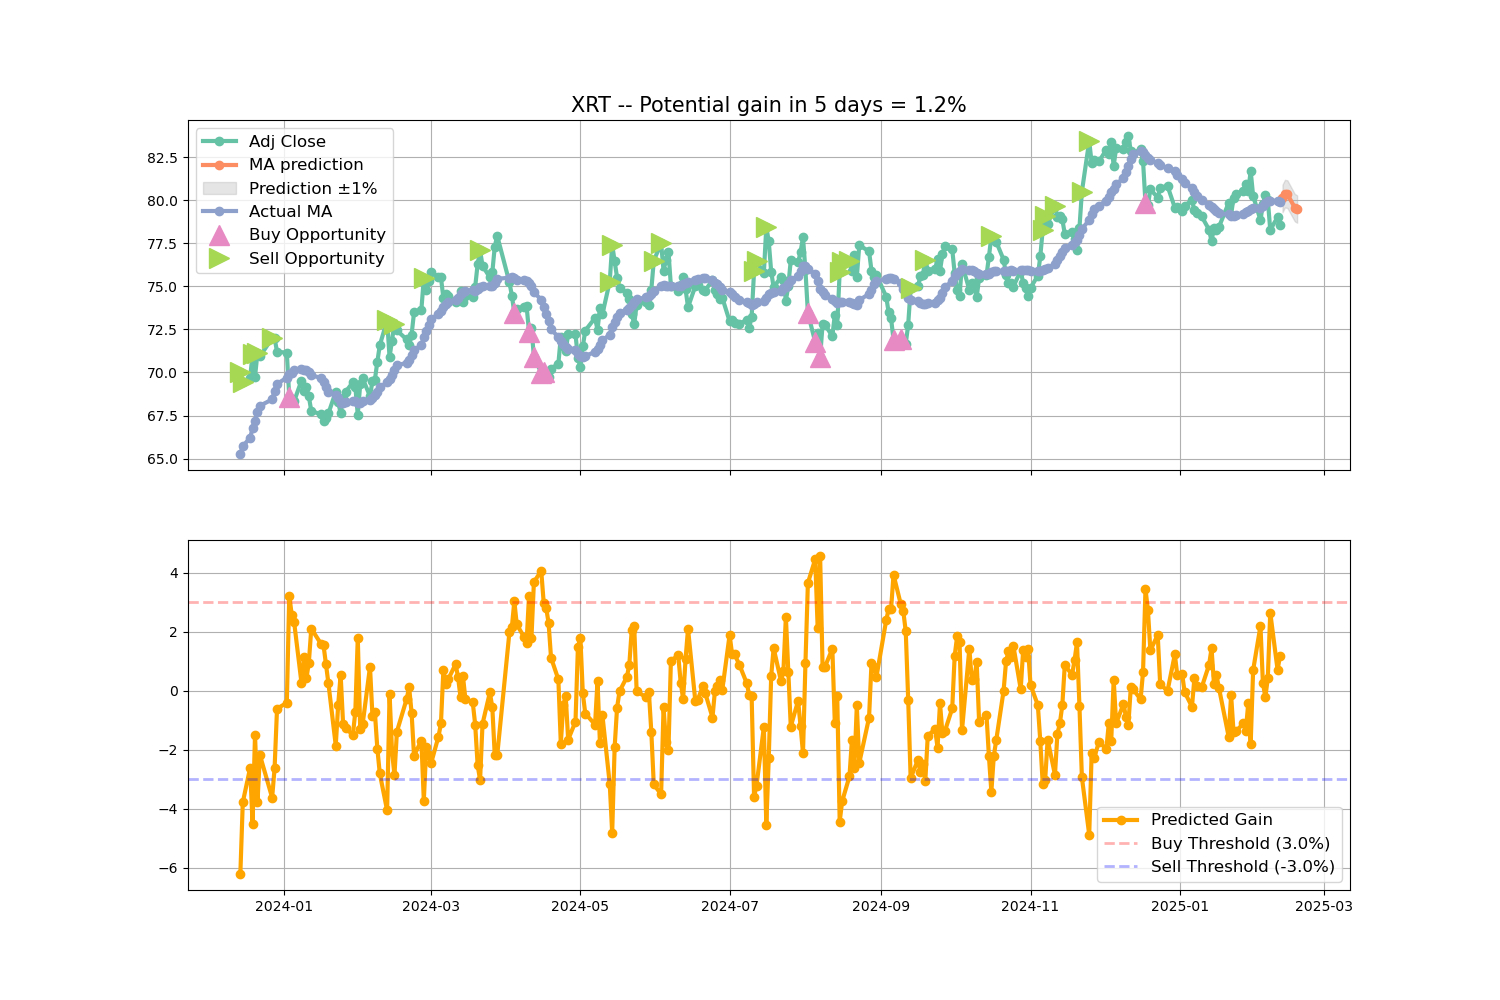 XRT -- Potential gain in 5 days = 1.2%
Adj Close
MA prediction
Prediction ±1%
Actual MA
Buy Opportunity
Sell Opportunity
82.5
80.0
77.5
75.0
72.5
70.0
67.5
65.0
4
2
0
−2
−4
−6
Predicted Gain
Buy Threshold (3.0%)
Sell Threshold (-3.0%)
2024-01 2024-03 2024-05 2024-07 2024-09 2024-11 2025-01 2025-03